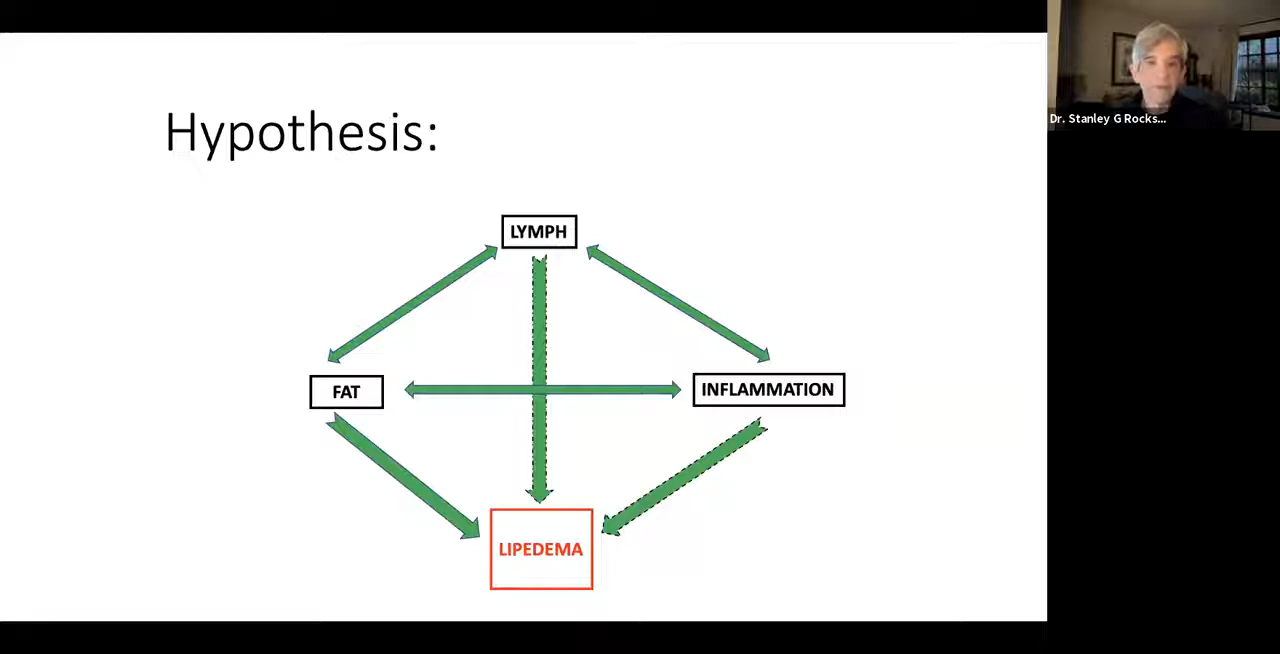 Hypothesis:
Dr. Stanley G Rocks...
LYMPH
FAT
INFLAMMATION
LIPEDEMA